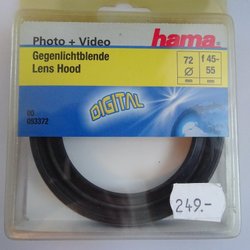 Photo + Video
hama®
Gegenlichtblende
Lens Hood
72
Ø
mm
f 45-
55
mm
DIGITAL
00
093372
249.-